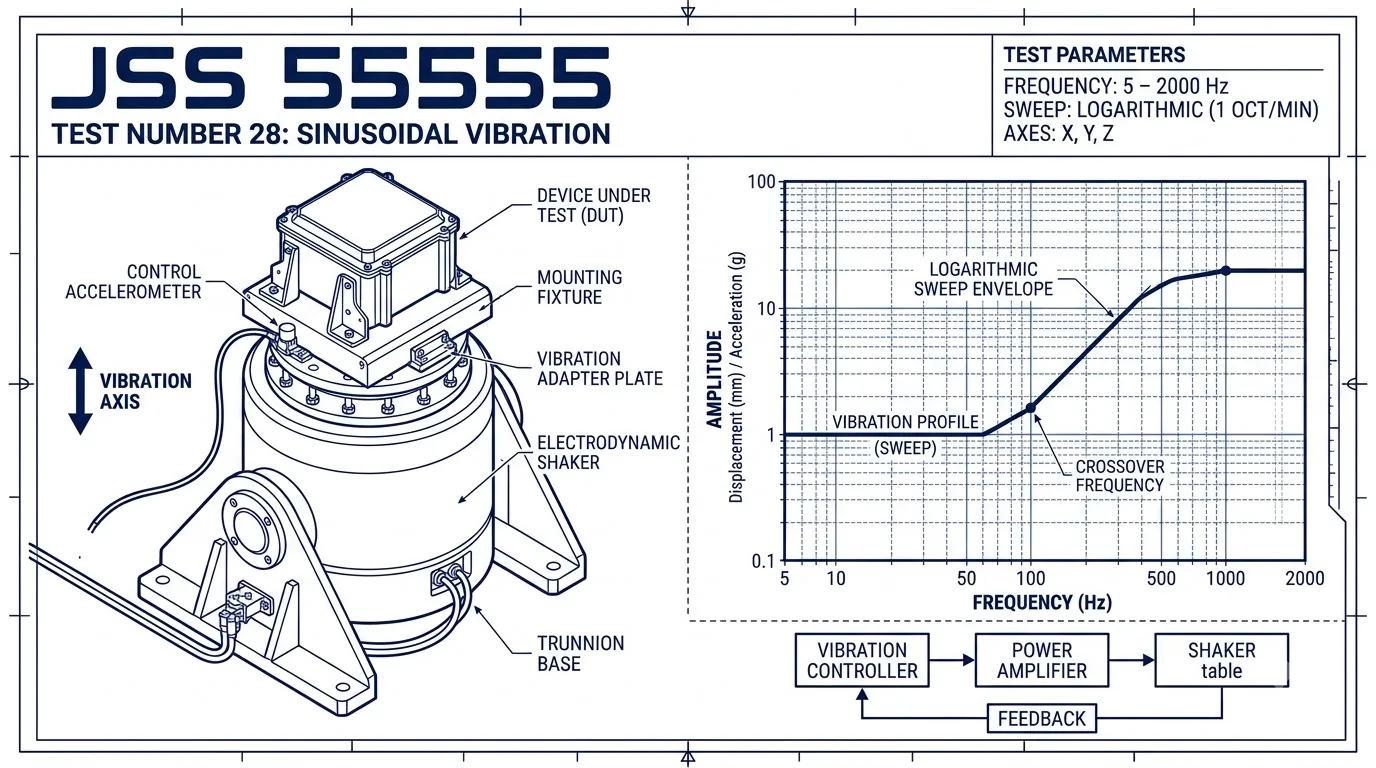 JSS 55555
TEST NUMBER 28: SINUSOIDAL VIBRATION
TEST PARAMETERS
FREQUENCY: 5 – 2000 Hz
SWEEP: LOGARITHMIC (1 OCT/MIN)
AXES: X, Y, Z
DEVICE UNDER
TEST (DUT)
CONTROL
ACCELEROMETER
MOUNTING
FIXTURE
VIBRATION
AXIS
VIBRATION
ADAPTER PLATE
ELECTRODYNAMIC
SHAKER
TRUNNION
BASE
AMPLITUDE
Displacement (mm) / Acceleration (g)
100
10
1
0.1
LOGARITHMIC
SWEEP ENVELOPE
VIBRATION PROFILE
(SWEEP)
CROSSOVER
FREQUENCY
5 10 50 100 500 1000 2000
FREQUENCY (Hz)
VIBRATION
CONTROLLER
POWER
AMPLIFIER
SHAKER
table
FEEDBACK